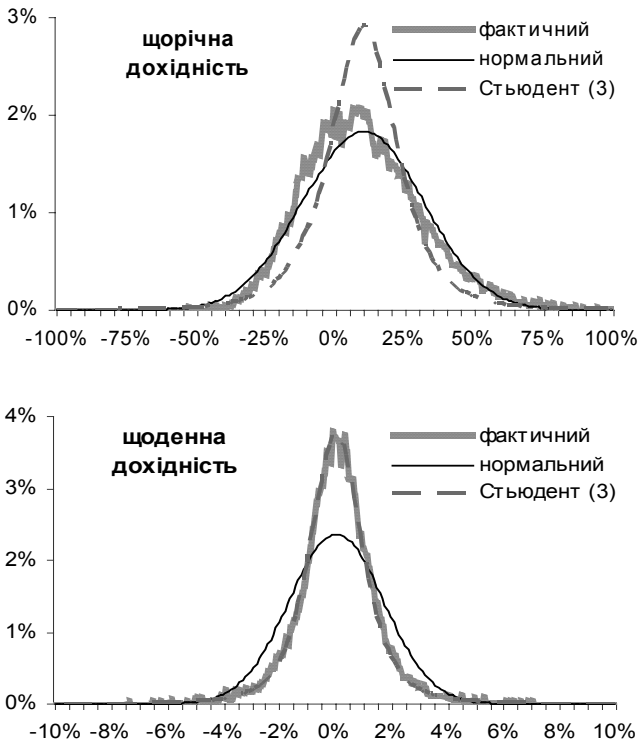 3%
щорічна
дохідність
фактичний
нормальний
Стьюдент (3)
2%
1%
0%
-100% -75% -50% -25% 0% 25% 50% 75% 100%
4%
щоденна
дохідність
фактичний
нормальний
Стьюдент (3)
3%
2%
1%
0%
-10% -8% -6% -4% -2% 0% 2% 4% 6% 8% 10%